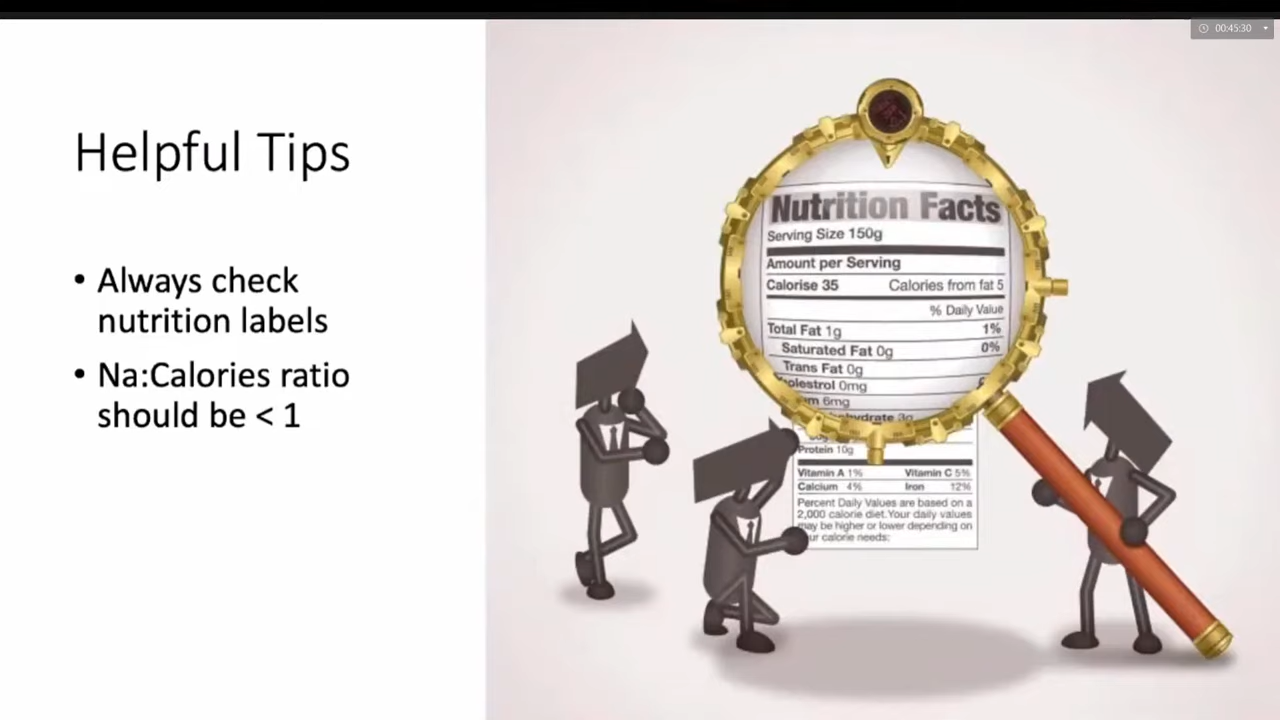 00:45:30
Helpful Tips
• Always check
nutrition labels
• Na:Calories ratio
should be < 1
Nutrition Facts
Serving Size 150g
Amount per Serving
Calorise 35 Calories from fat 5
% Daily Value
Total Fat 1g 1%
Saturated Fat 0g 0%
Trans Fat 0g
0mg
6mg
3g
Protein 10g
Vitamin A 1% Vitamin C 5%
Calcium 4% Iron 12%
Percent Daily Values are based on a
2,000 calorie diet.Your daily values
may be higher or lower depending on
calorie needs: